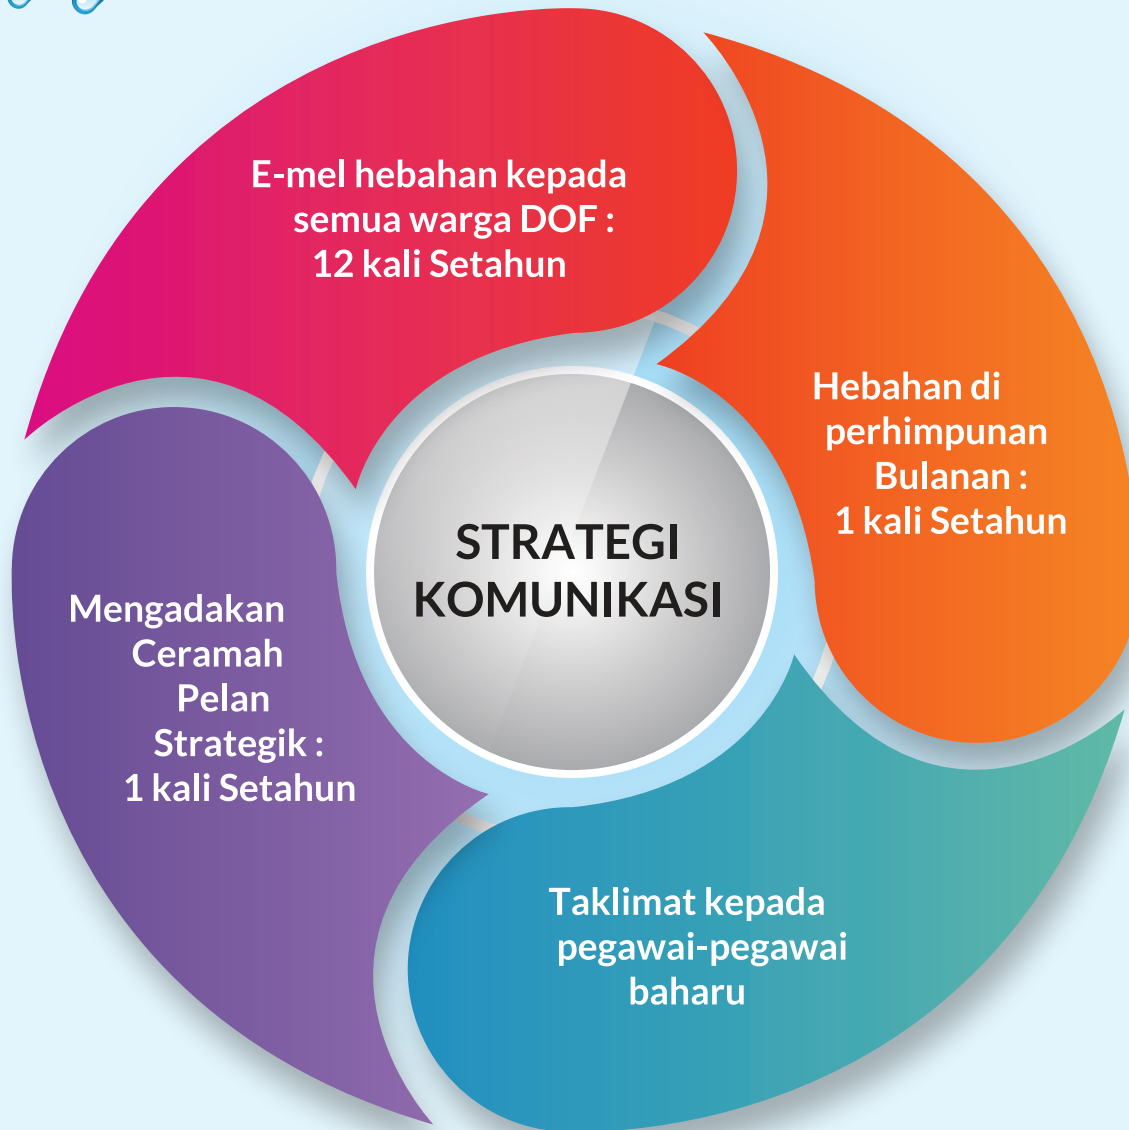 E-mel hebahan kepada
semua warga DOF :
12 kali Setahun
Hebahan di
perhimpunan
Bulanan :
1 kali Setahun
STRATEGI
KOMUNIKASI
Mengadakan
Ceramah
Pelan
Strategik :
1 kali Setahun
Taklimat kepada
pegawai-pegawai
baharu